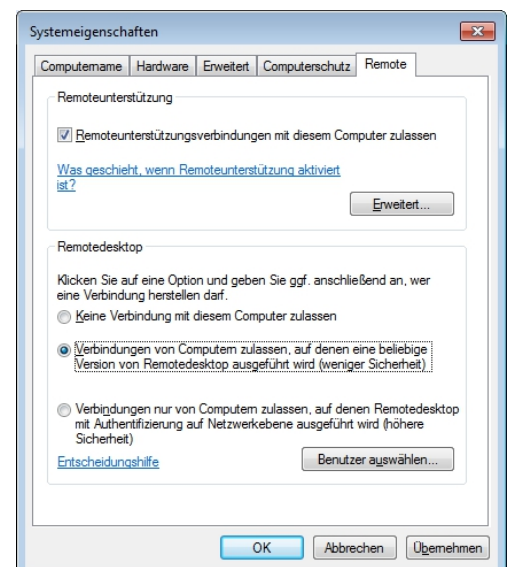 Systemeigenschaften
Computername Hardware Erweitert Computerschutz Remote
Remoteunterstützung
Remoteunterstützungsverbindungen mit diesem Computer zulassen
Was geschieht, wenn Remoteunterstützung aktiviert
ist?
Erweitert...
Remotedesktop
Klicken Sie auf eine Option und geben Sie ggf. anschließend an, wer
eine Verbindung herstellen darf.
Keine Verbindung mit diesem Computer zulassen
Verbindungen von Computern zulassen, auf denen eine beliebige
Version von Remotedesktop ausgeführt wird (weniger Sicherheit)
Verbindungen nur von Computern zulassen, auf denen Remotedesktop
mit Authentifizierung auf Netzwerkebene ausgeführt wird (höhere
Sicherheit)
Entscheidungshilfe
Benutzer auswählen...
OK Abbrechen Übernehmen